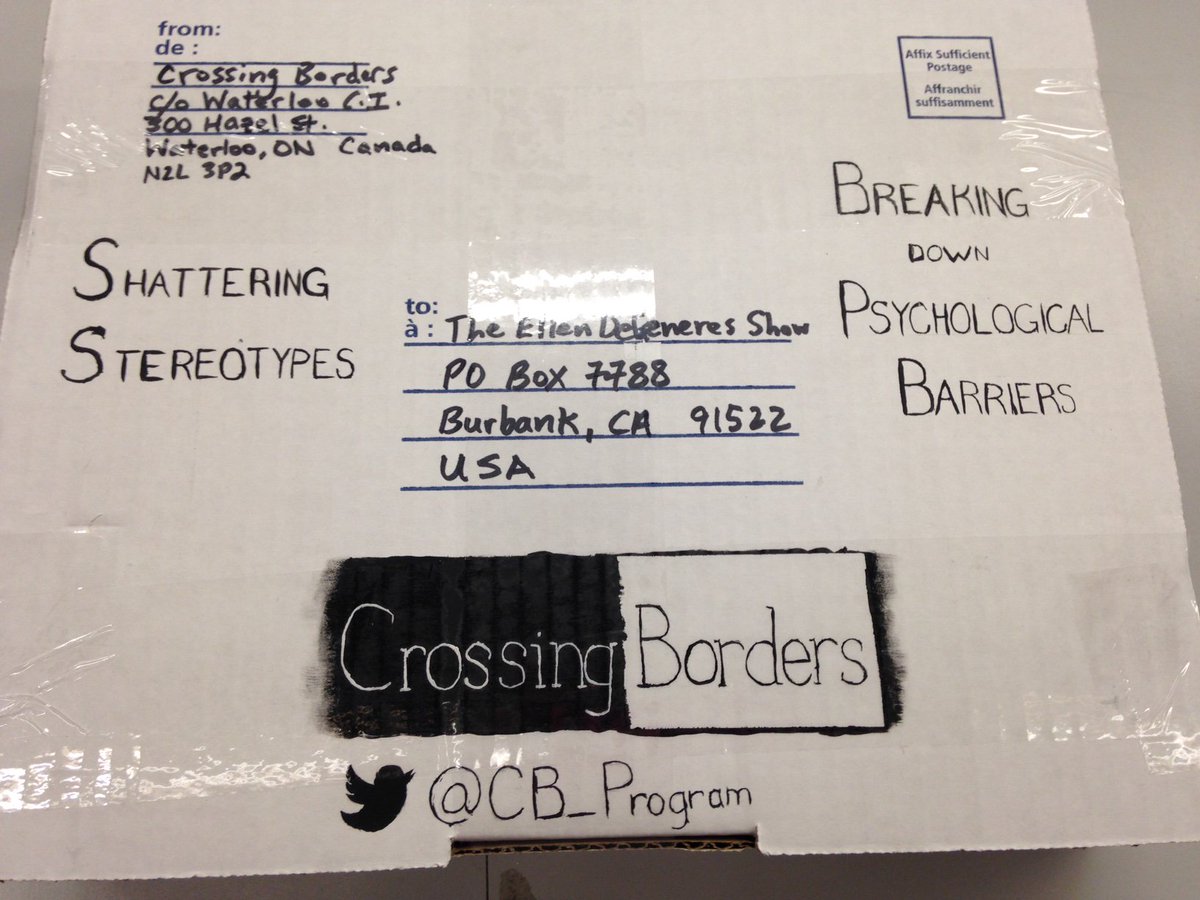 from:
de :
Crossing Borders
c/o Waterloo C.I.
300 Hazel St.
Waterloo, ON Canada
N2L 3P2
Affix Sufficient
Postage
Affranchir
suffisamment
SHATTERING
STEREOTYPES
BREAKING
DOWN
PSYCHOLOGICAL
BARRIERS
to:
à : The Ellen DeGeneres Show
PO Box 7788
Burbank, CA 91522
USA
Crossing Borders
@CB_Program